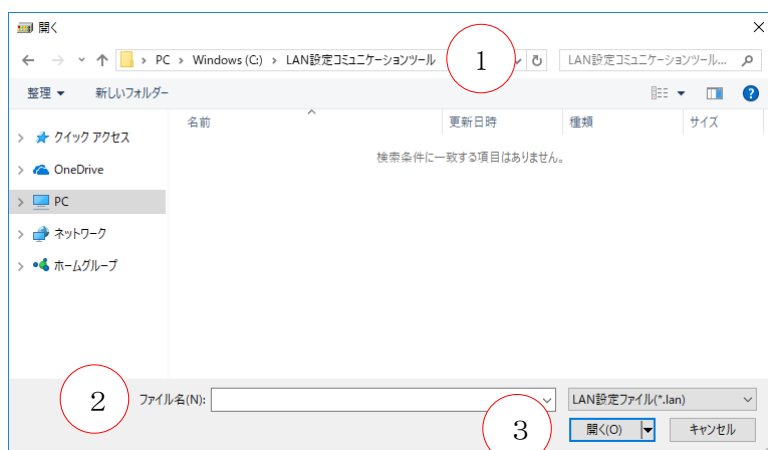 開く
PC > Windows (C:) > LAN設定コミュニケーションツール
1
LAN設定コミュニケーションツール...
整理 新しいフォルダー
名前 更新日時 種類 サイズ
検索条件に一致する項目はありません。
クイック アクセス
OneDrive
PC
ネットワーク
ホームグループ
2
ファイル名(N):
LAN設定ファイル(*.lan)
3
開く(O) キャンセル